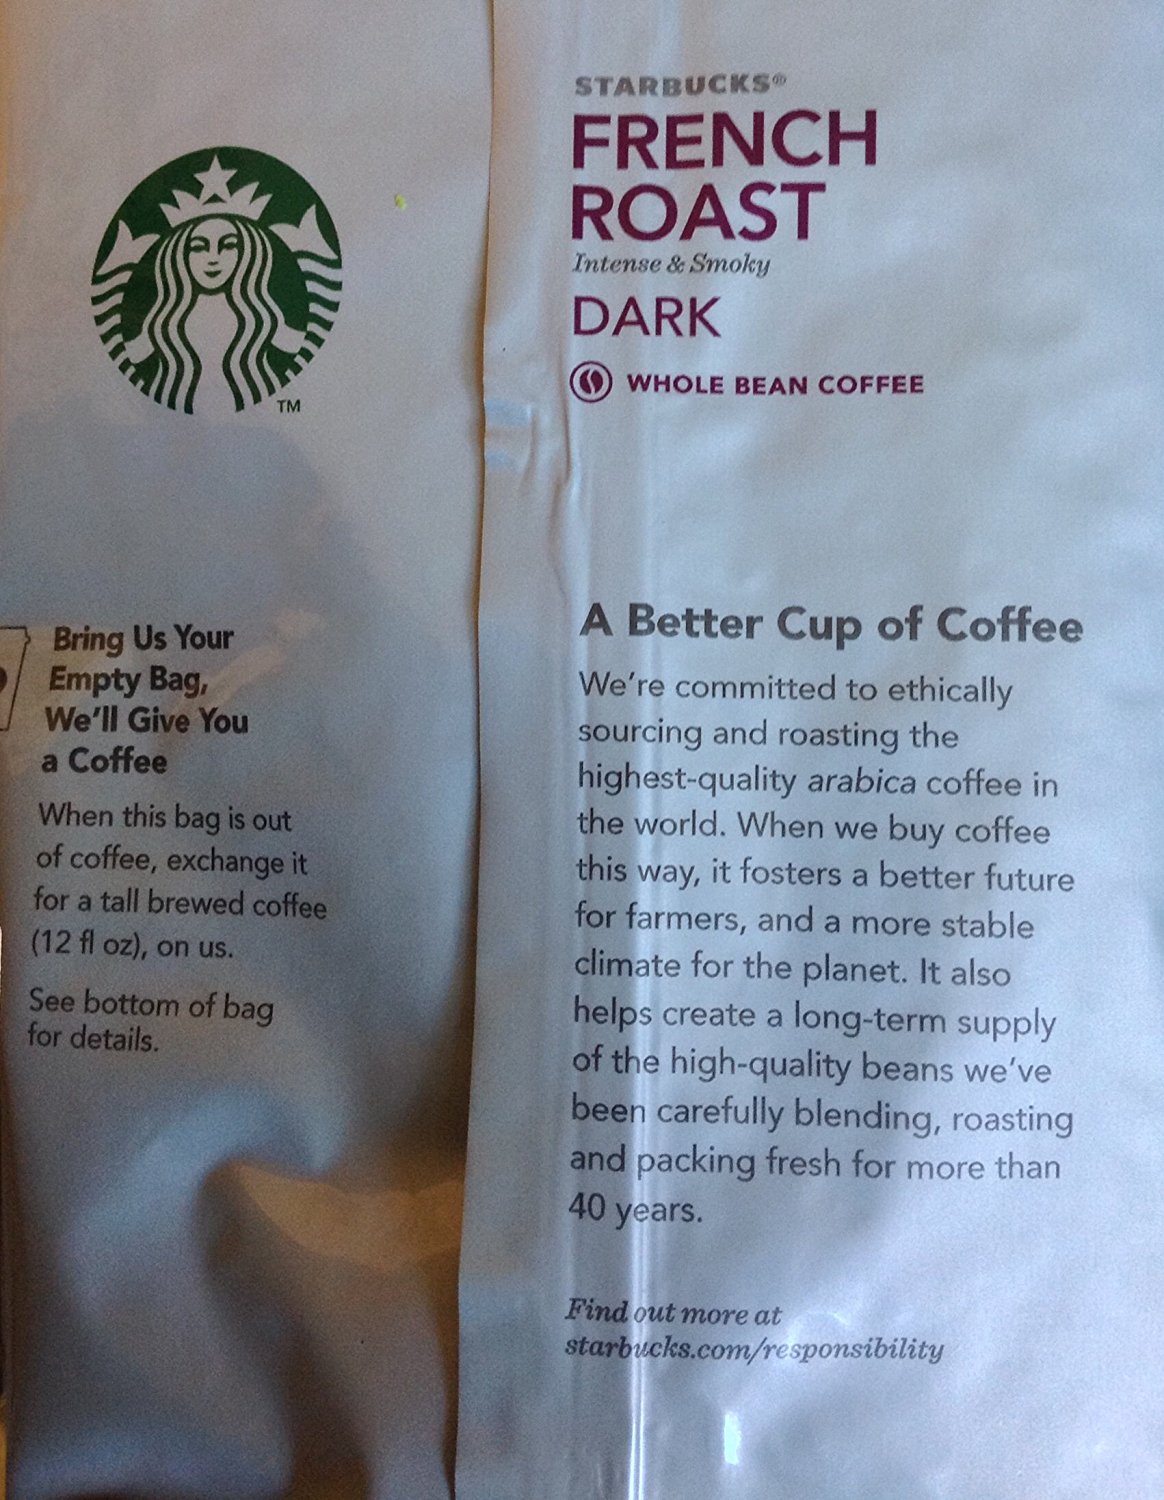 TM
Bring Us Your
Empty Bag,
We'll Give You
a Coffee
When this bag is out
of coffee, exchange it
for a tall brewed coffee
(12 fl oz), on us.
See bottom of bag
for details.
STARBUCKS®
FRENCH
ROAST
Intense & Smoky
DARK
WHOLE BEAN COFFEE
A Better Cup of Coffee
We're committed to ethically
sourcing and roasting the
highest-quality arabica coffee in
the world. When we buy coffee
this way, it fosters a better future
for farmers, and a more stable
climate for the planet. It also
helps create a long-term supply
of the high-quality beans we've
been carefully blending, roasting
and packing fresh for more than
40 years.
Find out more at
starbucks.com/responsibility